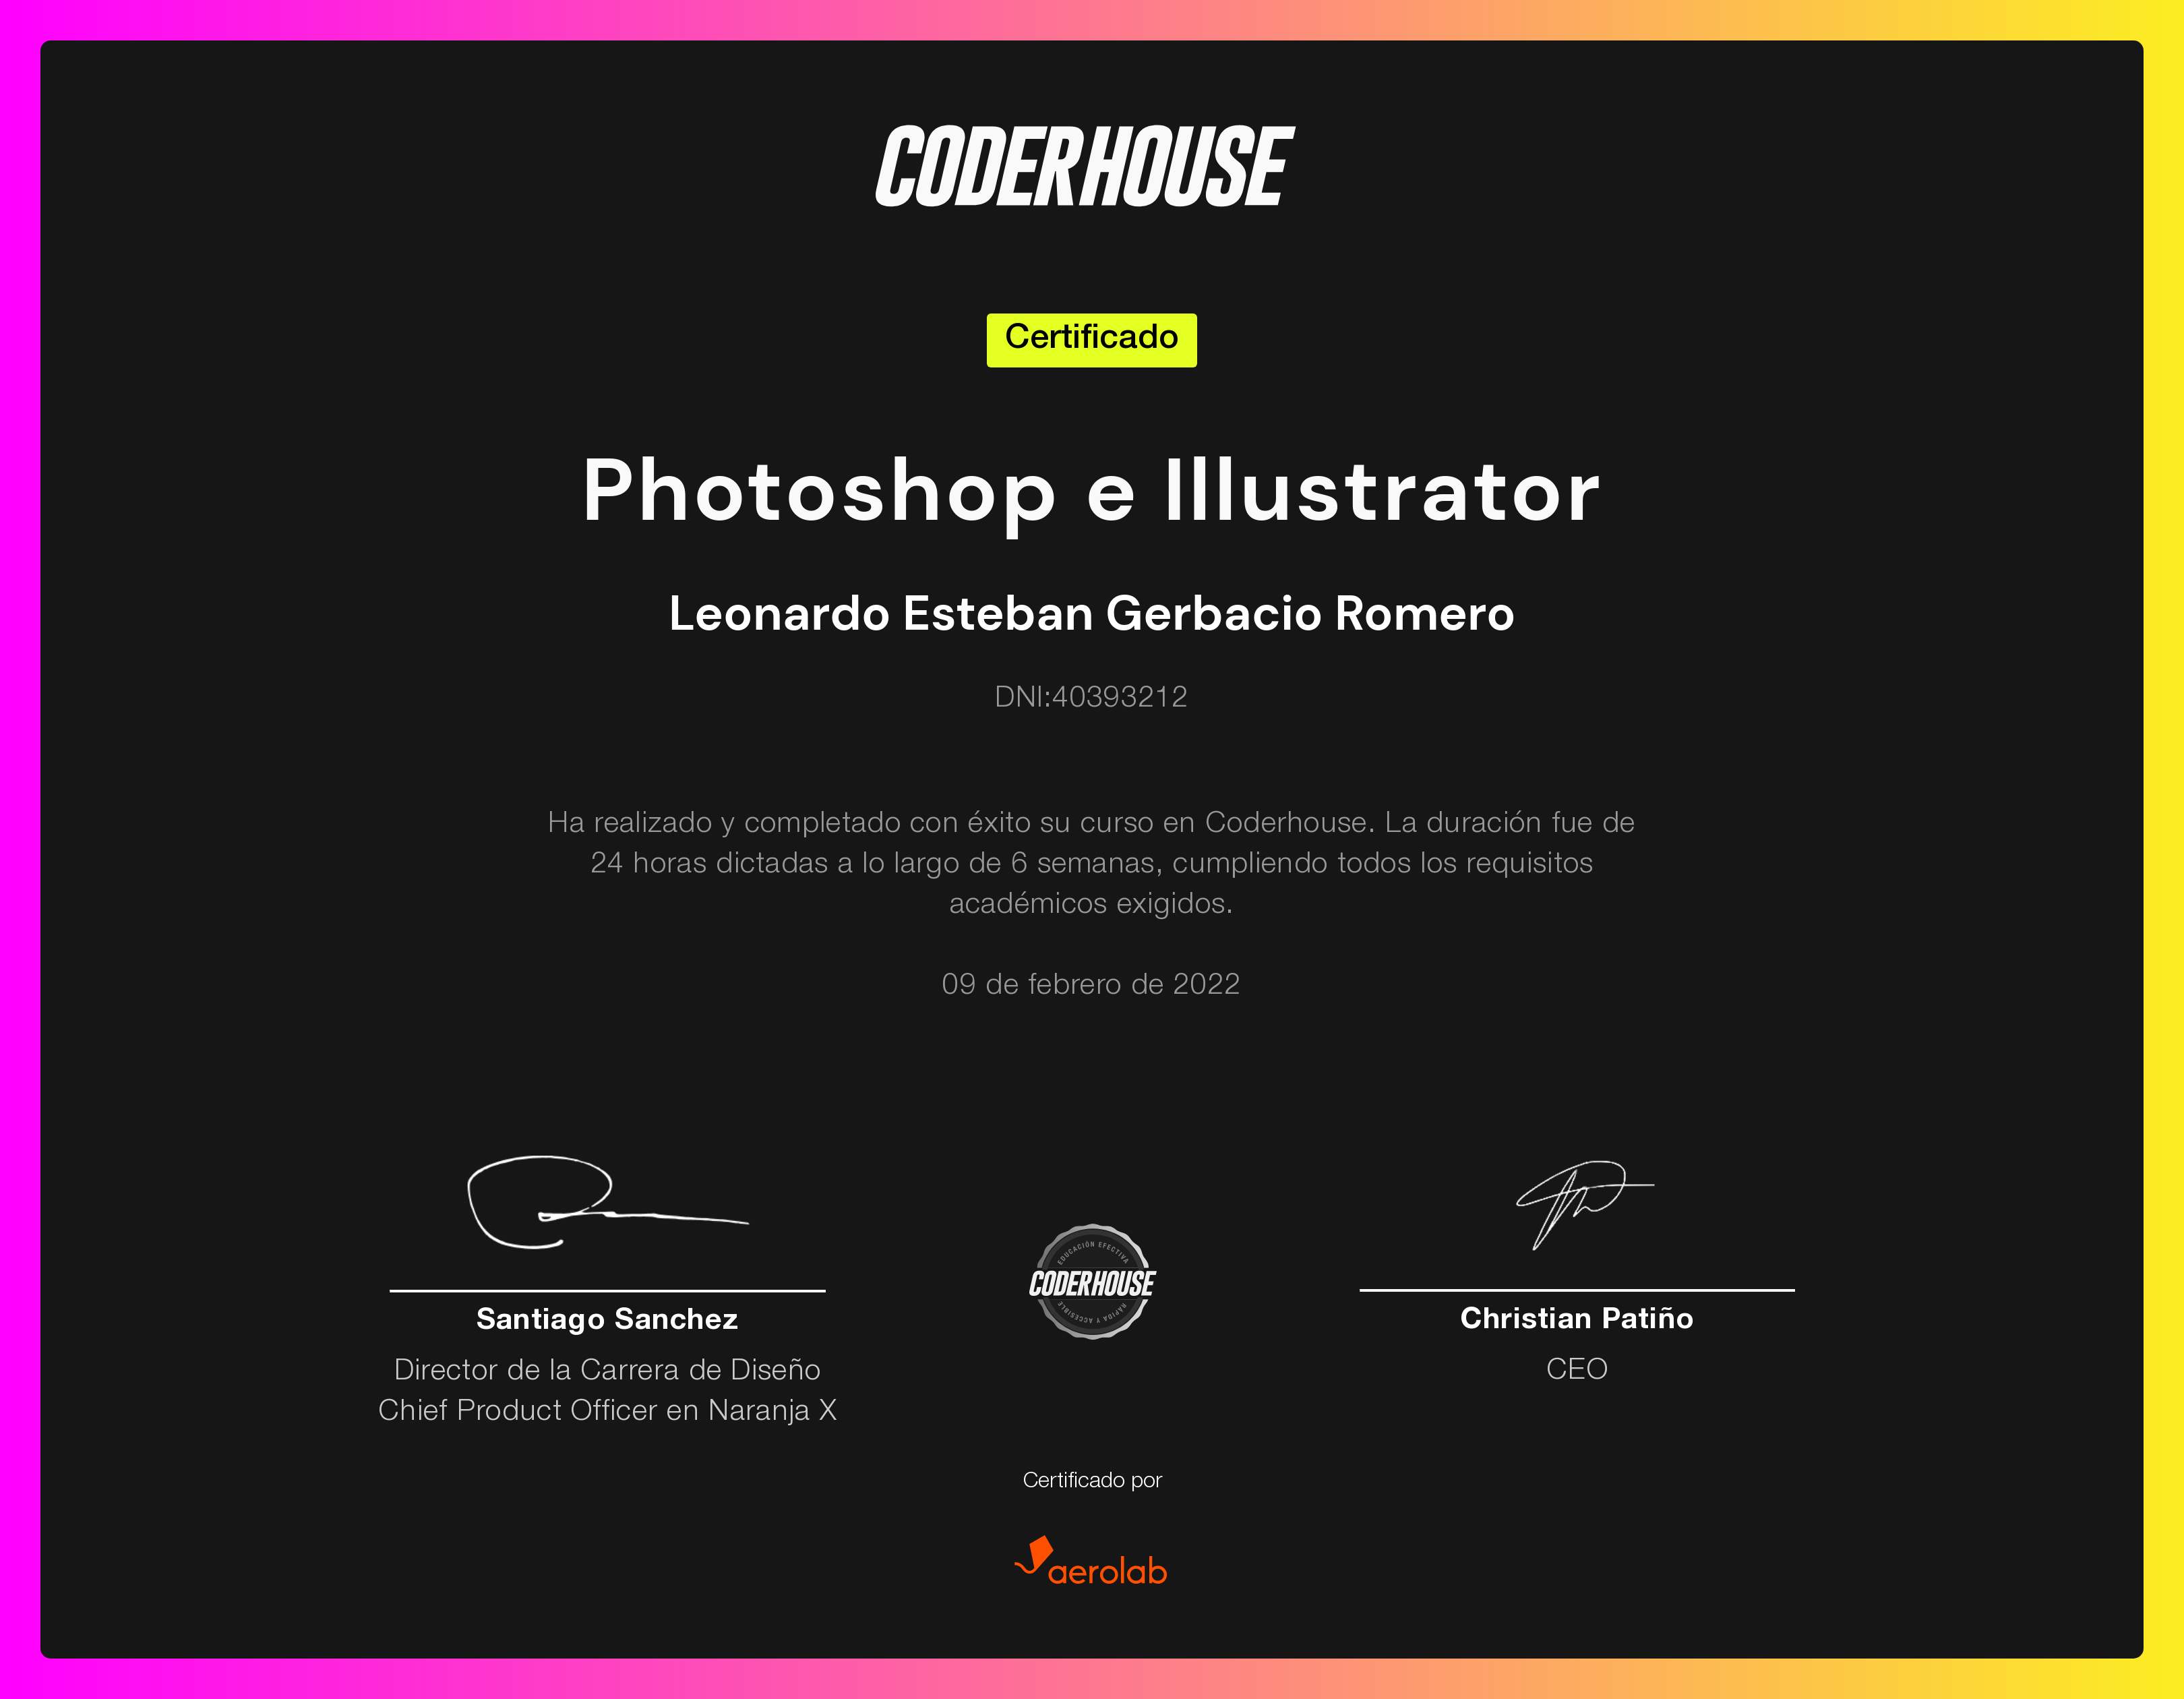 CODERHOUSE
Certificado
Photoshop e Illustrator
Leonardo Esteban Gerbacio Romero
DNI:40393212
Ha realizado y completado con éxito su curso en Coderhouse. La duración fue de
24 horas dictadas a lo largo de 6 semanas, cumpliendo todos los requisitos
académicos exigidos.
09 de febrero de 2022
Santiago Sanchez
Director de la Carrera de Diseño
Chief Product Officer en Naranja X
EDUCACIÓN EFECTIVA
CODERHOUSE
RÁPIDA Y ACCESIBLE
Christian Patiño
CEO
Certificado por
aerolab